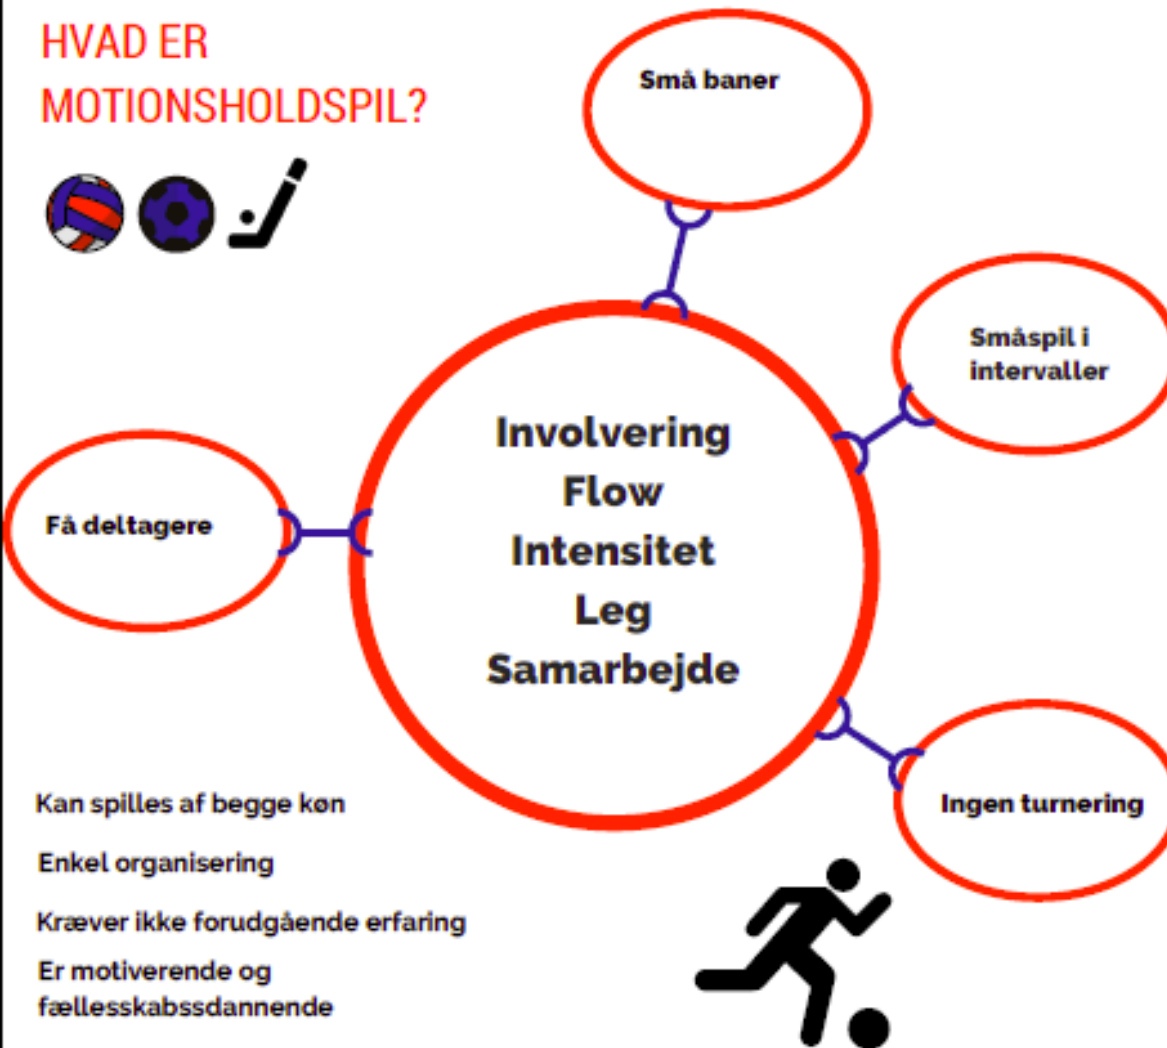 HVAD ER
MOTIONSHOLDSPIL?
Små baner
Småspil i
intervaller
Involvering
Flow
Intensitet
Leg
Samarbejde
Få deltagere
Ingen turnering
Kan spilles af begge køn
Enkel organisering
Kræver ikke forudgående erfaring
Er motiverende og
fællesskabssdannende